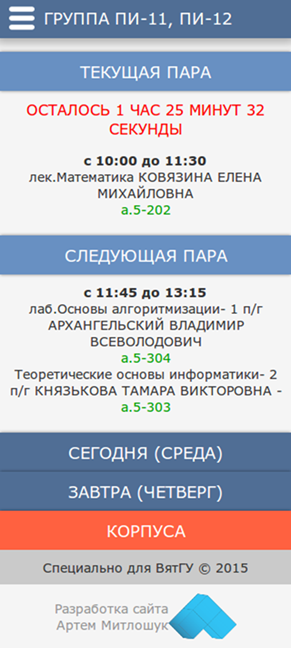 ГРУППА ПИ-11, ПИ-12
ТЕКУЩАЯ ПАРА
ОСТАЛОСЬ 1 ЧАС 25 МИНУТ 32
СЕКУНДЫ
с 10:00 до 11:30
лек.Математика КОВЯЗИНА ЕЛЕНА
МИХАЙЛОВНА
а.5-202
СЛЕДУЮЩАЯ ПАРА
с 11:45 до 13:15
лаб.Основы алгоритмизации- 1 п/г
АРХАНГЕЛЬСКИЙ ВЛАДИМИР
ВСЕВОЛОДОВИЧ
а.5-304
Теоретические основы информатики- 2
п/г КНЯЗЬКОВА ТАМАРА ВИКТОРОВНА -
а.5-303
СЕГОДНЯ (СРЕДА)
ЗАВТРА (ЧЕТВЕРГ)
КОРПУСА
Специально для ВятГУ © 2015
Разработка сайта
Артем Митлошук